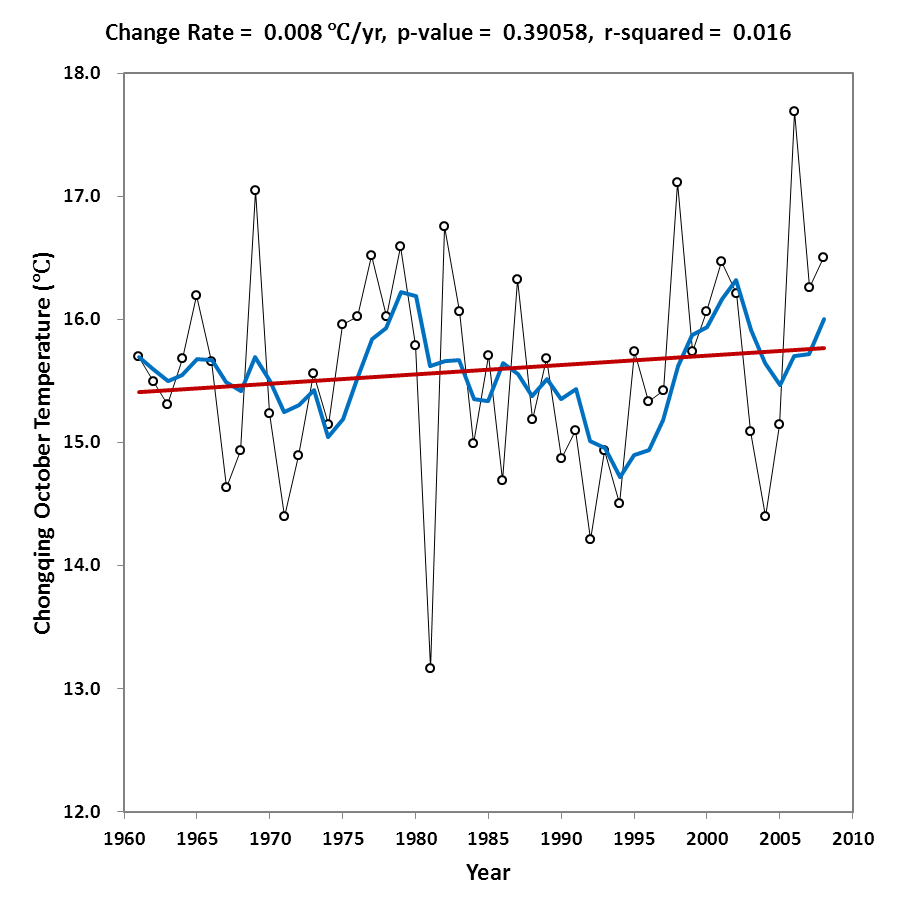 Change Rate = 0.008 ℃/yr, p-value = 0.39058, r-squared = 0.016
18.0
17.0
16.0
15.0
14.0
13.0
12.0
Chongqing October Temperature (℃)
1960 1965 1970 1975 1980 1985 1990 1995 2000 2005 2010
Year